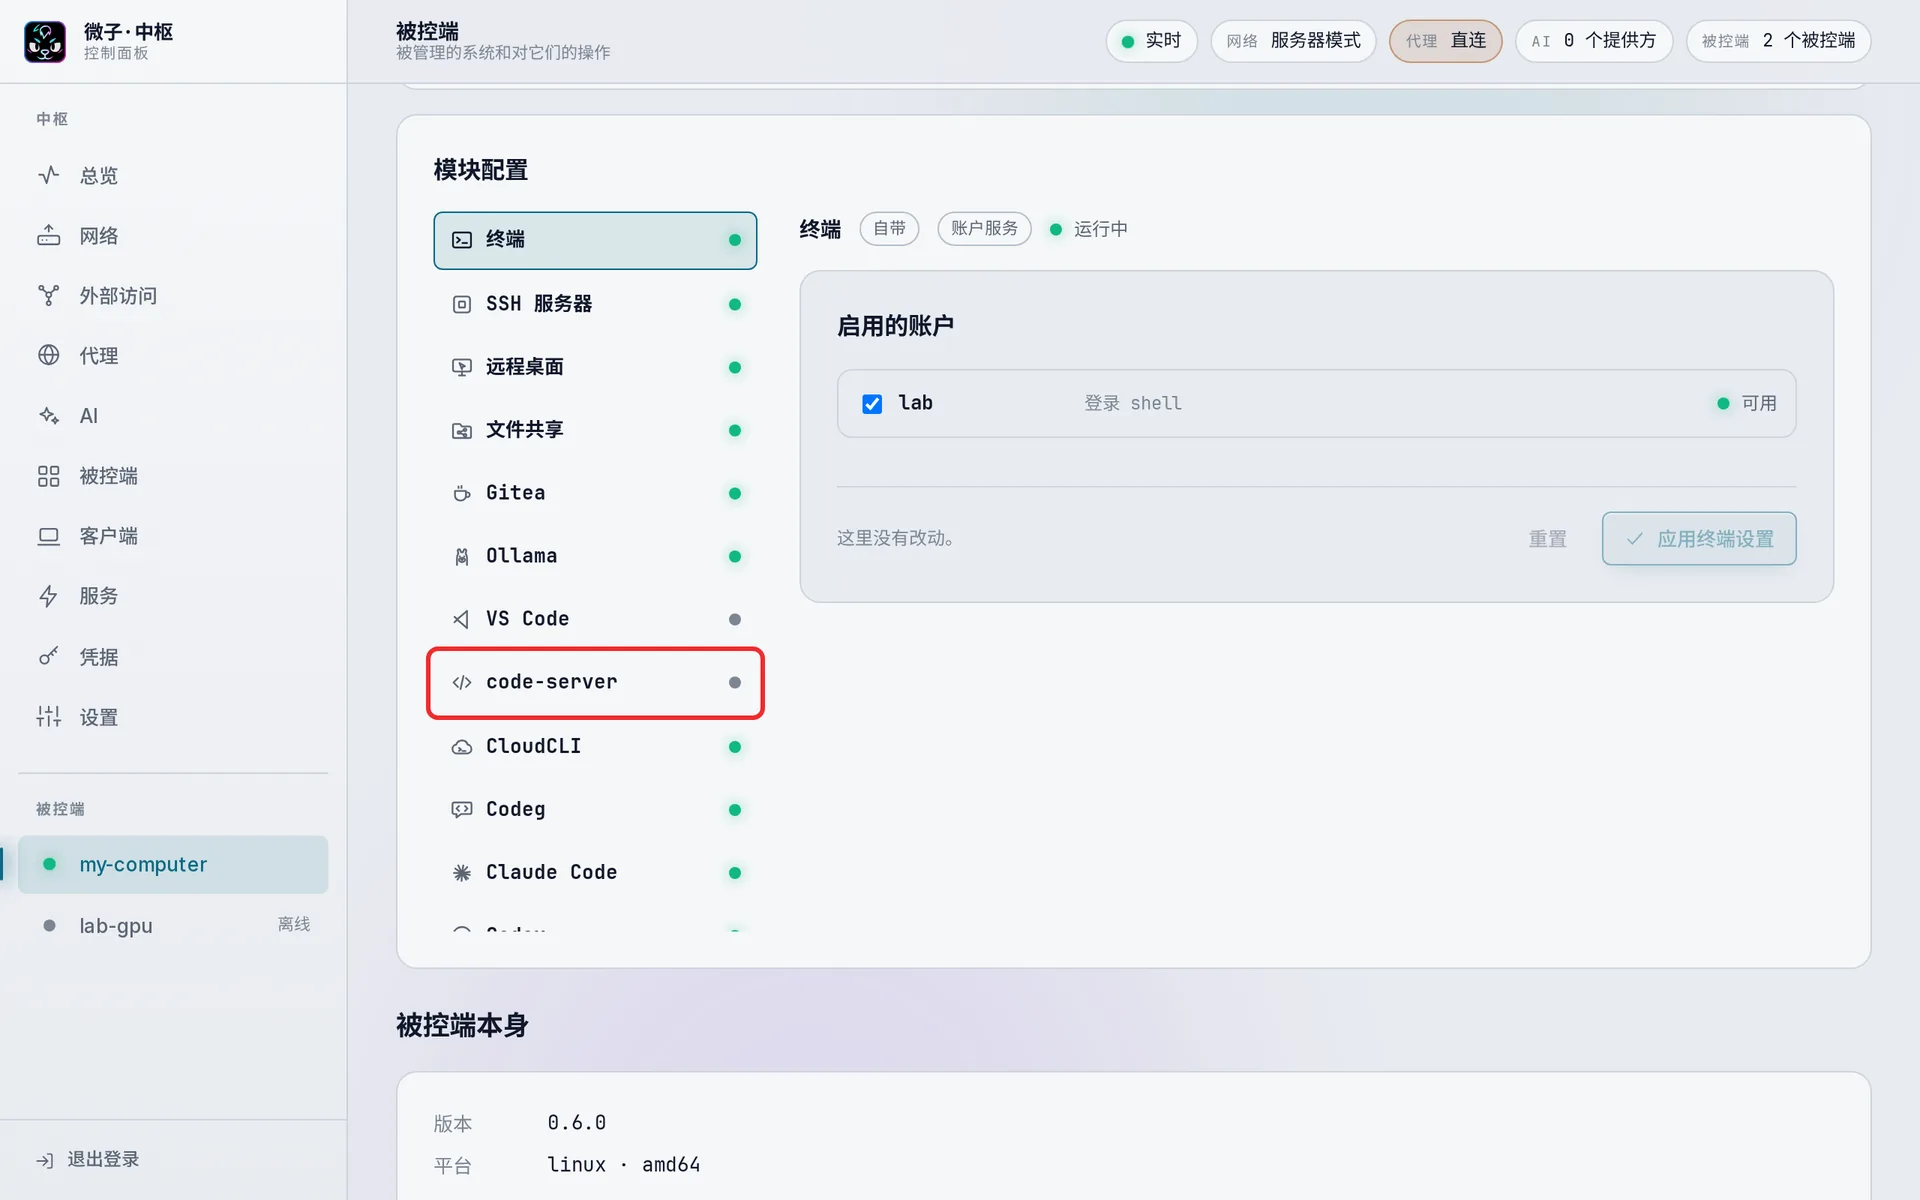 微子·中枢
控制面板
被控端
被管理的系统和对它们的操作
实时
网络 服务器模式
代理 直连
AI 0 个提供方
被控端 2 个被控端
中枢
总览
网络
外部访问
代理
AI
被控端
客户端
服务
凭据
设置
被控端
my-computer
lab-gpu 离线
退出登录
模块配置
终端
SSH 服务器
远程桌面
文件共享
Gitea
Ollama
VS Code
code-server
CloudCLI
Codeg
Claude Code
终端 自带 账户服务 运行中
启用的账户
lab 登录 shell 可用
这里没有改动。 重置 应用终端设置
被控端本身
版本 0.6.0
平台 linux · amd64